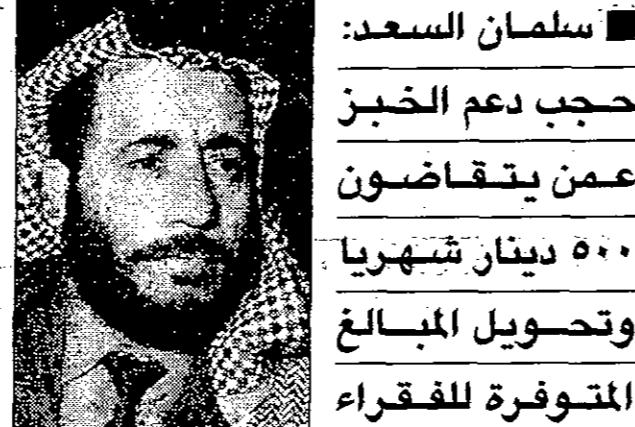 ■ سلمان السعد:
حجب دعم الخبز
عمن يتقاضون
٥٠٠ دينار شهريا
وتحويل المبالغ
المتوفرة للفقراء